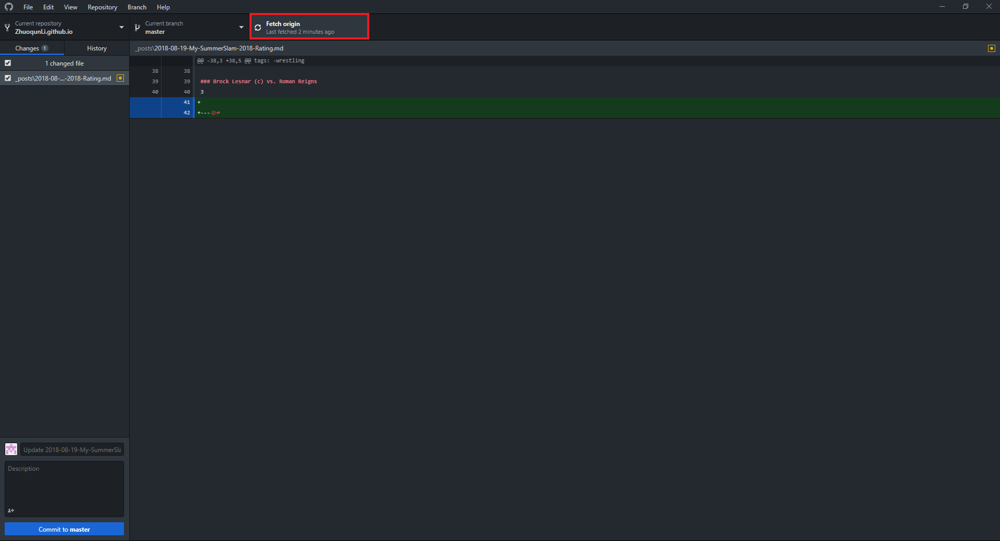 File Edit View Repository Branch Help
Current repository
ZhuoqunLi.github.io
Current branch
master
Fetch origin
Last fetched 2 minutes ago
Changes 1
History
_posts\2018-08-19-My-SummerSlam-2018-Rating.md
1 changed file
_posts\2018-08-...-2018-Rating.md
@@ -38,3 +38,5 @@ tags: -wrestling
38 38
39 39 ### Brock Lesnar (c) vs. Roman Reigns
40 40 3
41 +
42 +---
Update 2018-08-19-My-SummerSla
Description
Commit to master